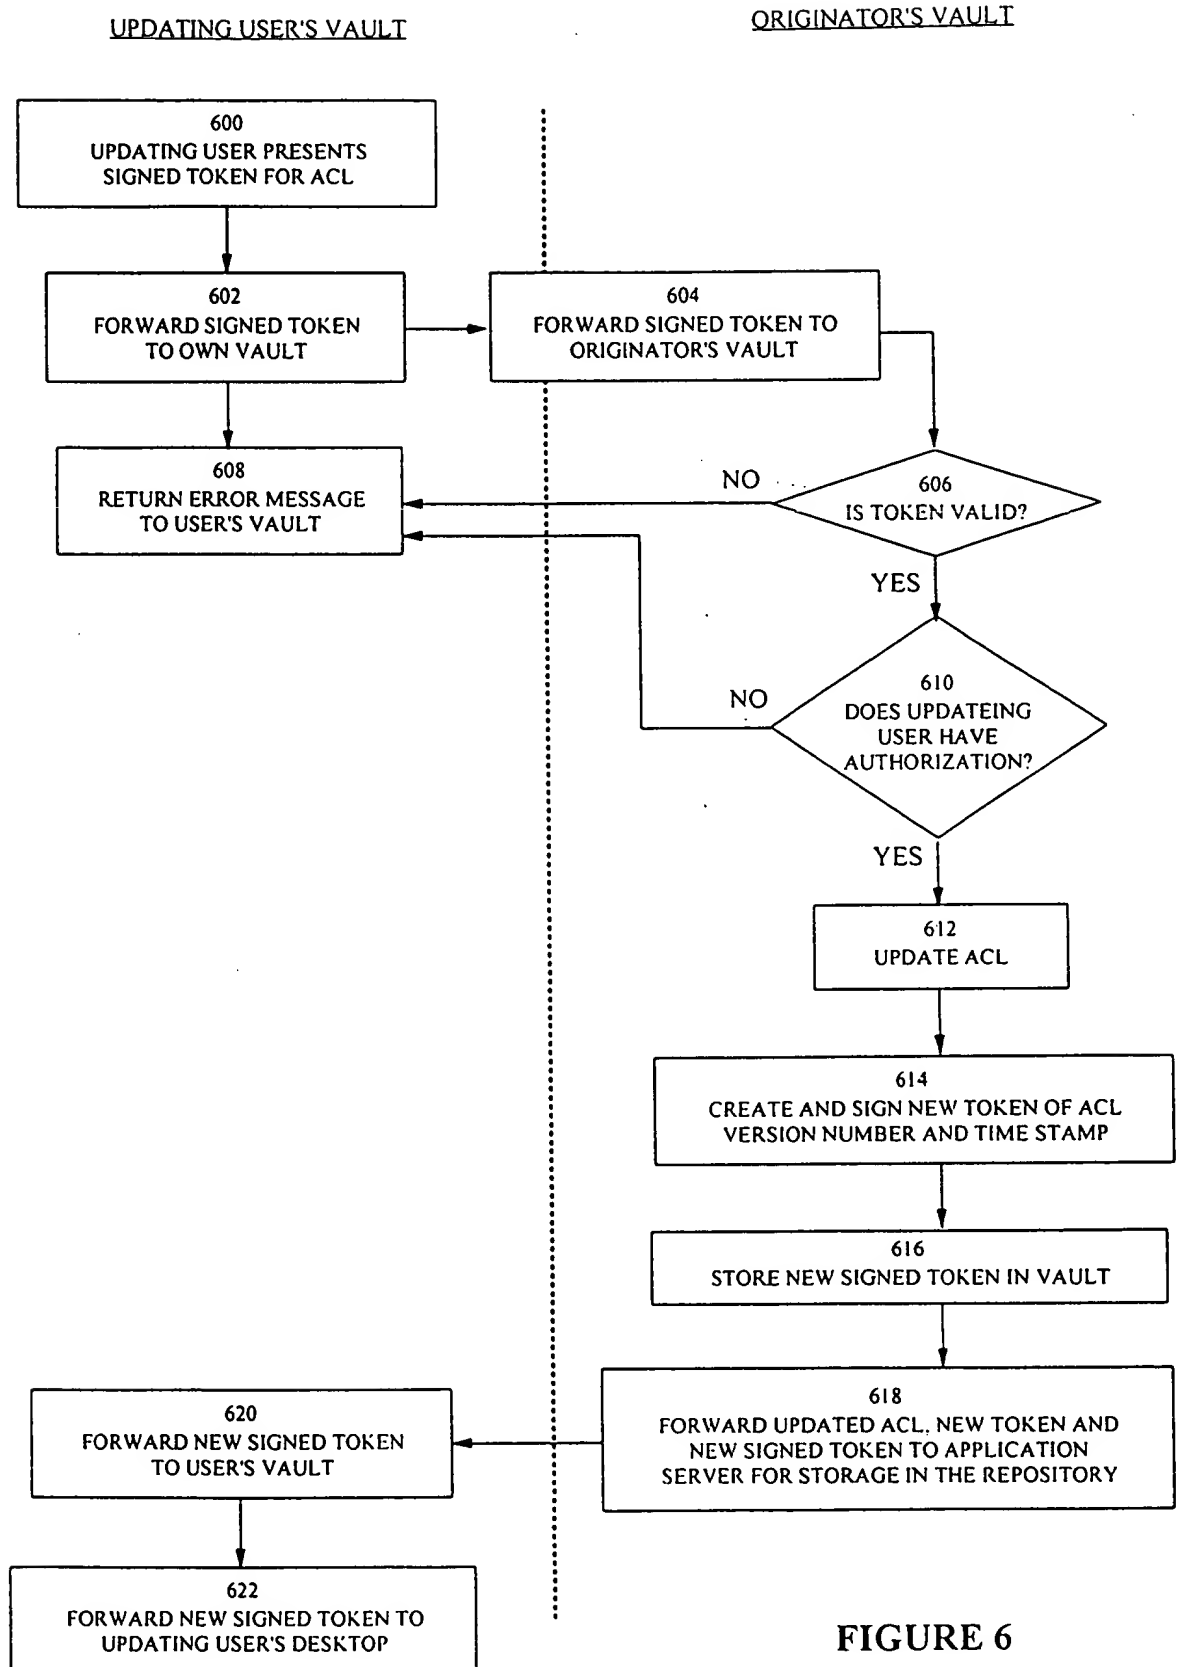 UPDATING USER'S VAULT
ORIGINATOR'S VAULT
600
UPDATING USER PRESENTS
SIGNED TOKEN FOR ACL
602
FORWARD SIGNED TOKEN
TO OWN VAULT
604
FORWARD SIGNED TOKEN TO
ORIGINATOR'S VAULT
608
RETURN ERROR MESSAGE
TO USER'S VAULT
NO
606
IS TOKEN VALID?
YES
NO
610
DOES UPDATEING
USER HAVE
AUTHORIZATION?
YES
612
UPDATE ACL
614
CREATE AND SIGN NEW TOKEN OF ACL
VERSION NUMBER AND TIME STAMP
616
STORE NEW SIGNED TOKEN IN VAULT
618
FORWARD UPDATED ACL, NEW TOKEN AND
NEW SIGNED TOKEN TO APPLICATION
SERVER FOR STORAGE IN THE REPOSITORY
620
FORWARD NEW SIGNED TOKEN
TO USER'S VAULT
622
FORWARD NEW SIGNED TOKEN TO
UPDATING USER'S DESKTOP
FIGURE 6